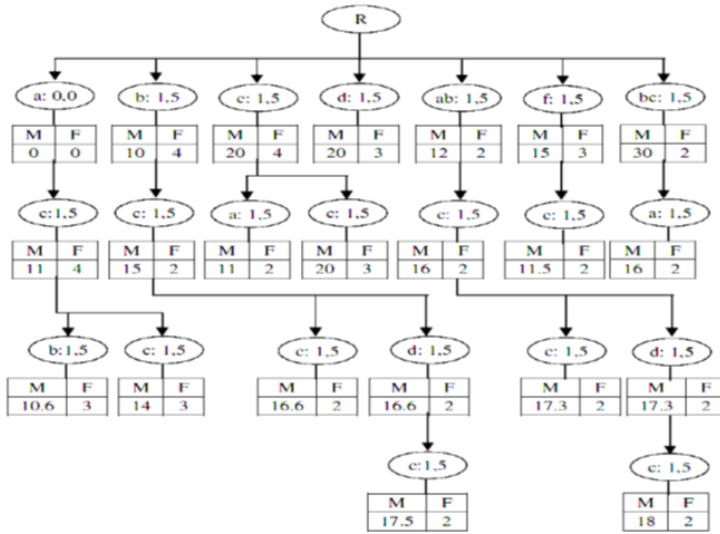 R
a: 0,0 b: 1,5 c: 1,5 d: 1,5 ab: 1,5 f: 1,5 bc: 1,5
M F M F M F M F M F M F M F
0 0 10 4 20 4 20 3 12 2 15 3 30 2
c:1,5 c: 1,5 a: 1,5 c: 1,5 c: 1,5 c: 1,5 a: 1,5
M F M F M F M F M F M F M F
11 4 15 2 11 2 20 3 16 2 11.5 2 16 2
b:1,5 c: 1,5 c: 1,5 d: 1,5 c: 1,5 d: 1,5
M F M F M F M F M F M F
10.6 3 14 3 16.6 2 16.6 2 17.3 2 17.3 2
c:1,5 c: 1,5
M F M F
17.5 2 18 2